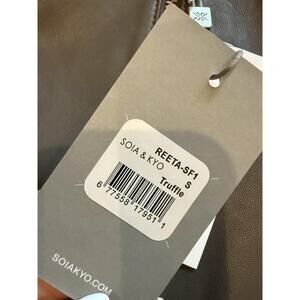 REETA-SF1
SOIA & KYO
S
Truffle
6 77558 17951 1
SOIAKYO.COM